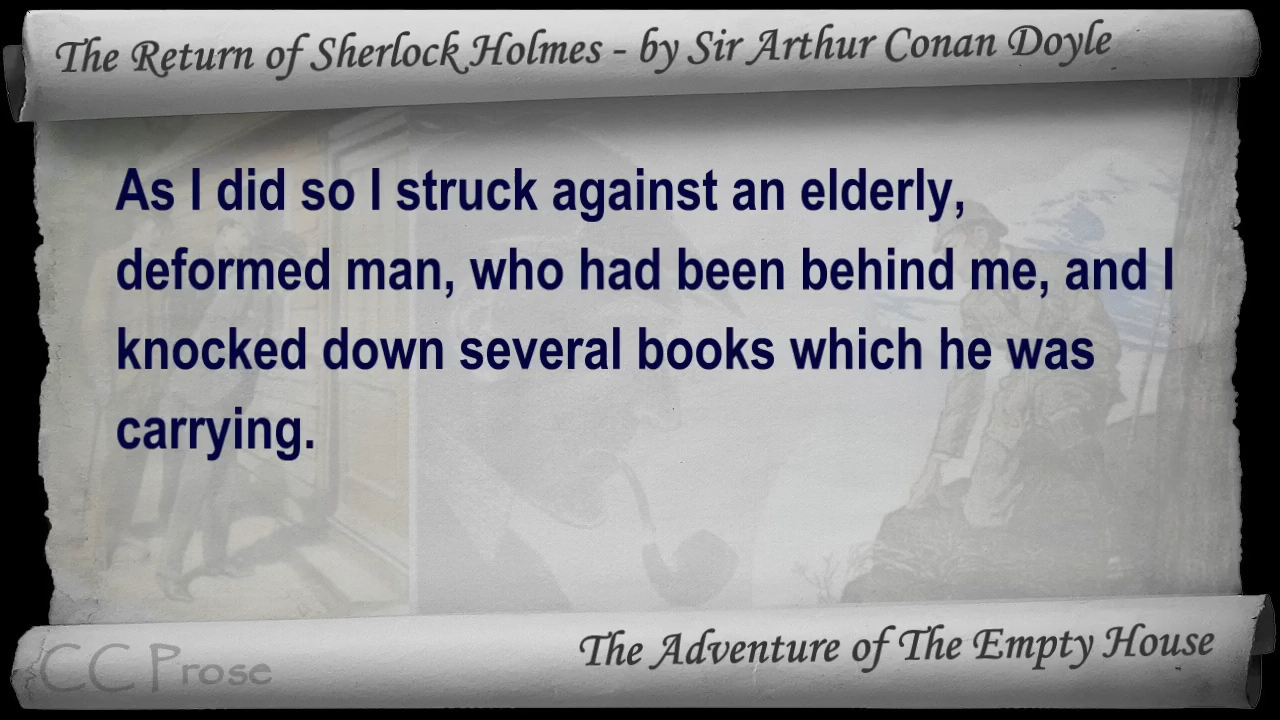 The Return of Sherlock Holmes - by Sir Arthur Conan Doyle
As I did so I struck against an elderly,
deformed man, who had been behind me, and I
knocked down several books which he was
carrying.
The Adventure of The Empty House
CC Prose